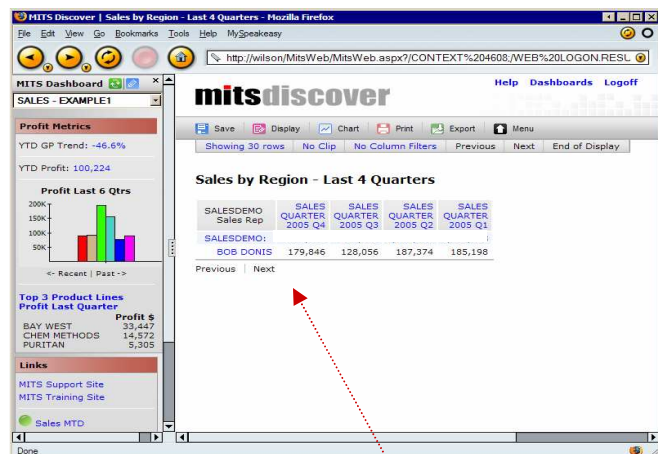 MITS Discover | Sales by Region - Last 4 Quarters - Mozilla Firefox
File Edit View Go Bookmarks Tools Help MySpeakeasy
http://wilson/MitsWeb/MitsWeb.aspx?/CONTEXT%204608;/WEB%20LOGON.RESU
MITS Dashboard
SALES - EXAMPLE1
Profit Metrics
YTD GP Trend: -46.6%
YTD Profit: 100,224
Profit Last 6 Qtrs
200K
150K
100K
50K
<- Recent | Past ->
Top 3 Product Lines
Profit Last Quarter
Profit $
BAY WEST 33,447
CHEM METHODS 14,572
PURITAN 5,305
Links
MITS Support Site
MITS Training Site
Sales MTD
Help Dashboards Logoff
mitsdiscover
Save Display Chart Print Export Menu
Showing 30 rows No Clip No Column Filters Previous Next End of Display
Sales by Region - Last 4 Quarters
SALESDEMO SALES SALES SALES SALES
Sales Rep QUARTER QUARTER QUARTER QUARTER
2005 Q4 2005 Q3 2005 Q2 2005 Q1
SALESDEMO:
BOB DONIS 179,846 128,056 187,374 185,198
Previous | Next
Done